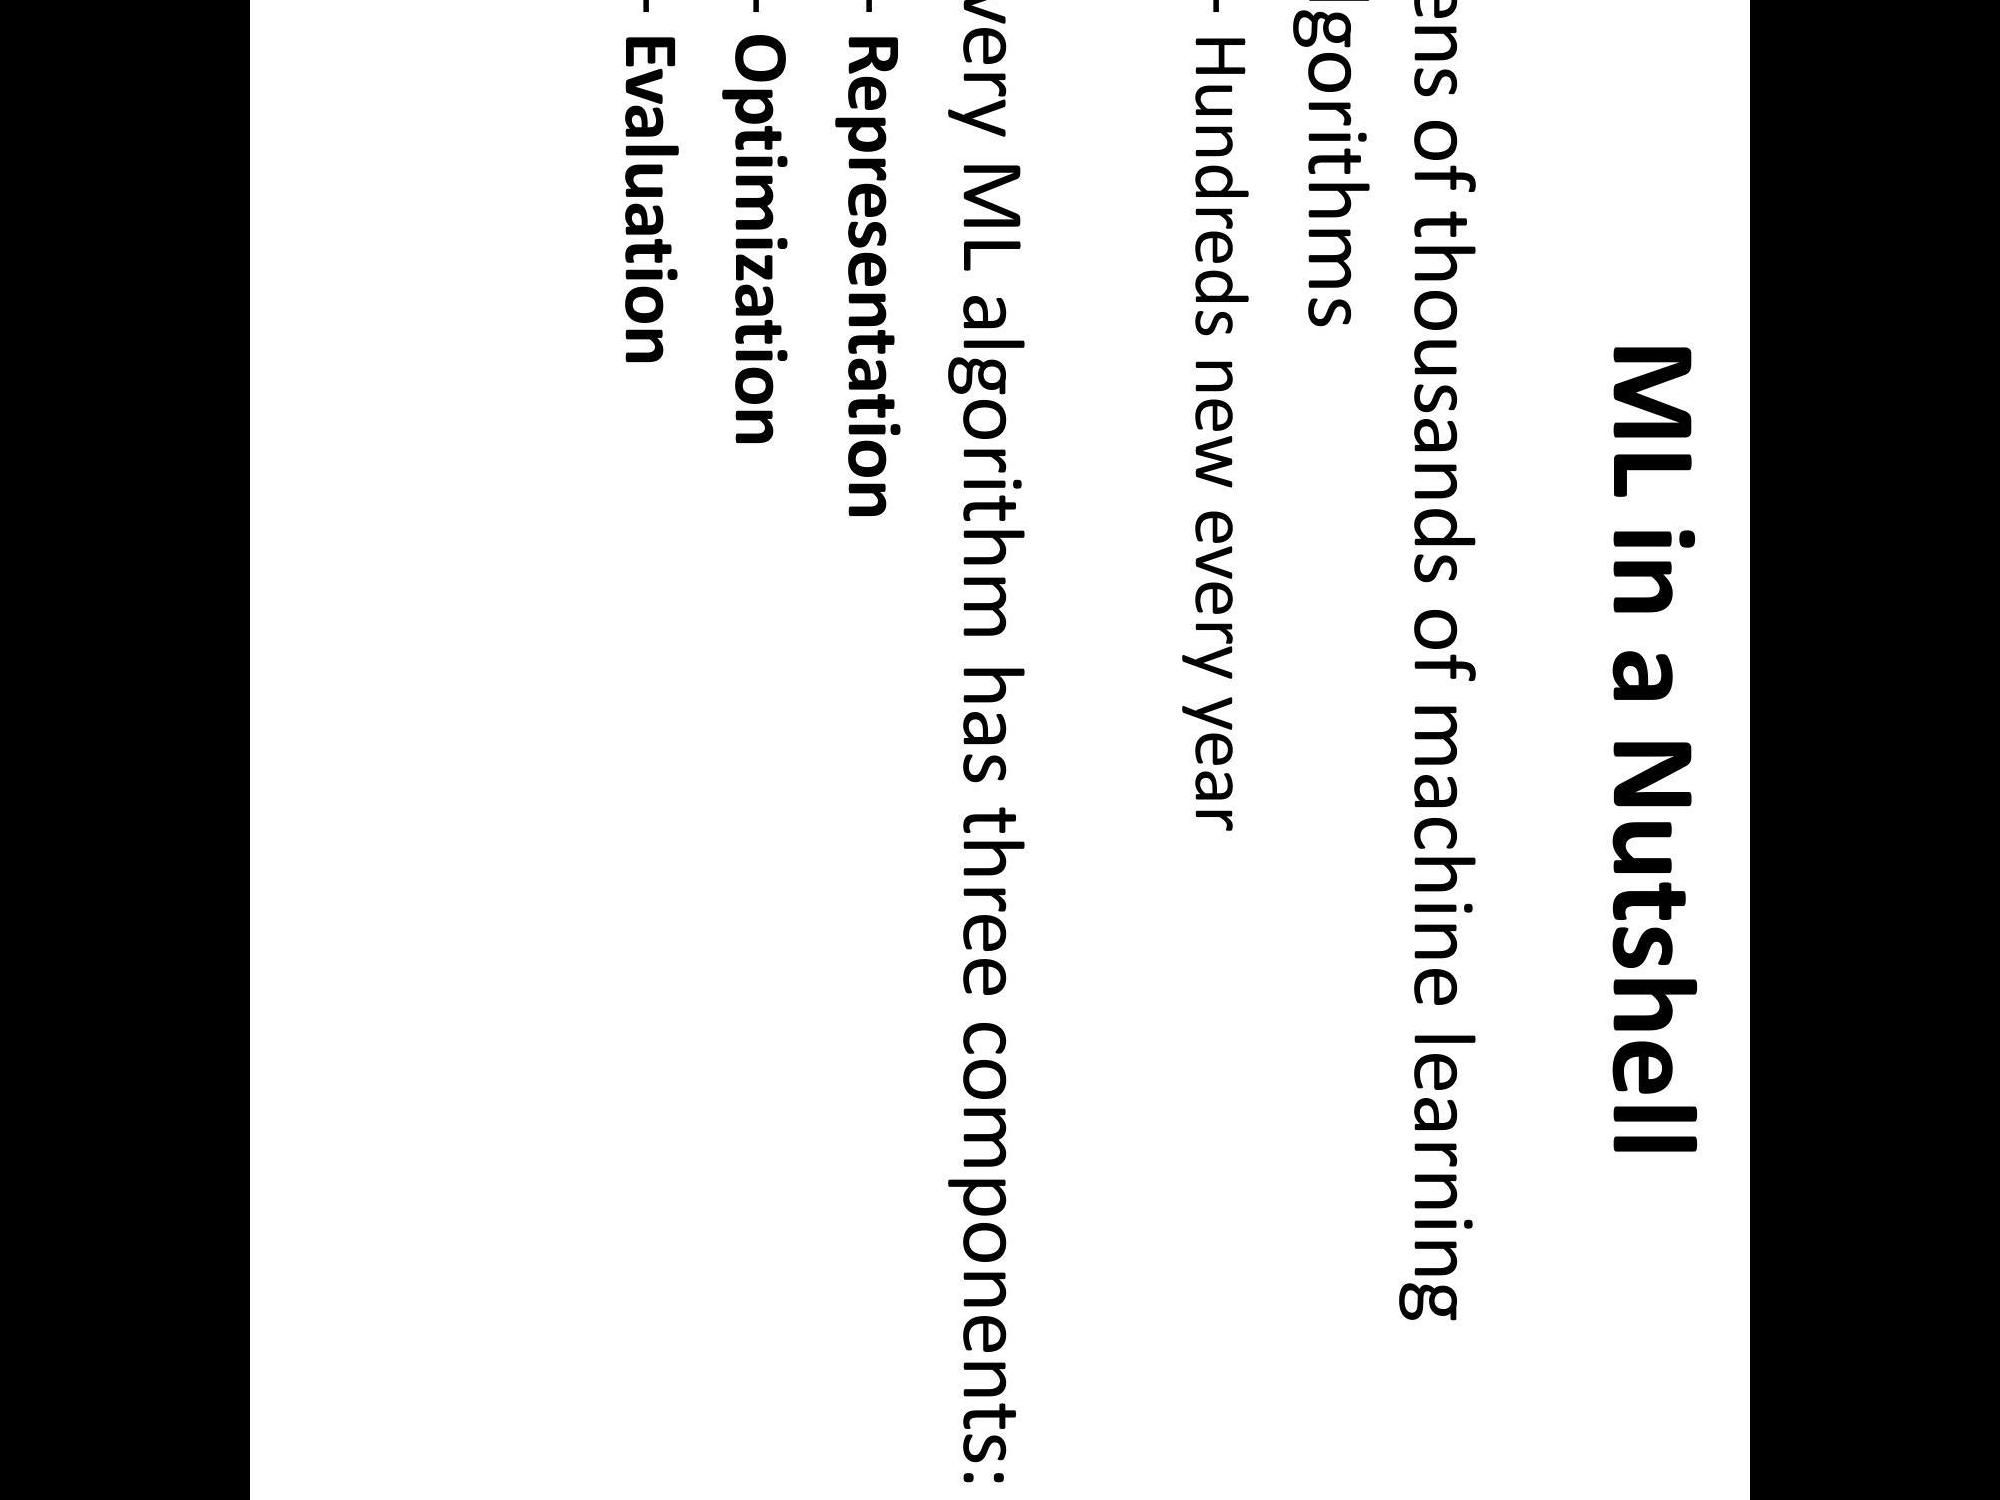 ML in a Nutshell
ens of thousands of machine learning
lgorithms
- Hundreds new every year
very ML algorithm has three components:
- Representation
- Optimization
- Evaluation